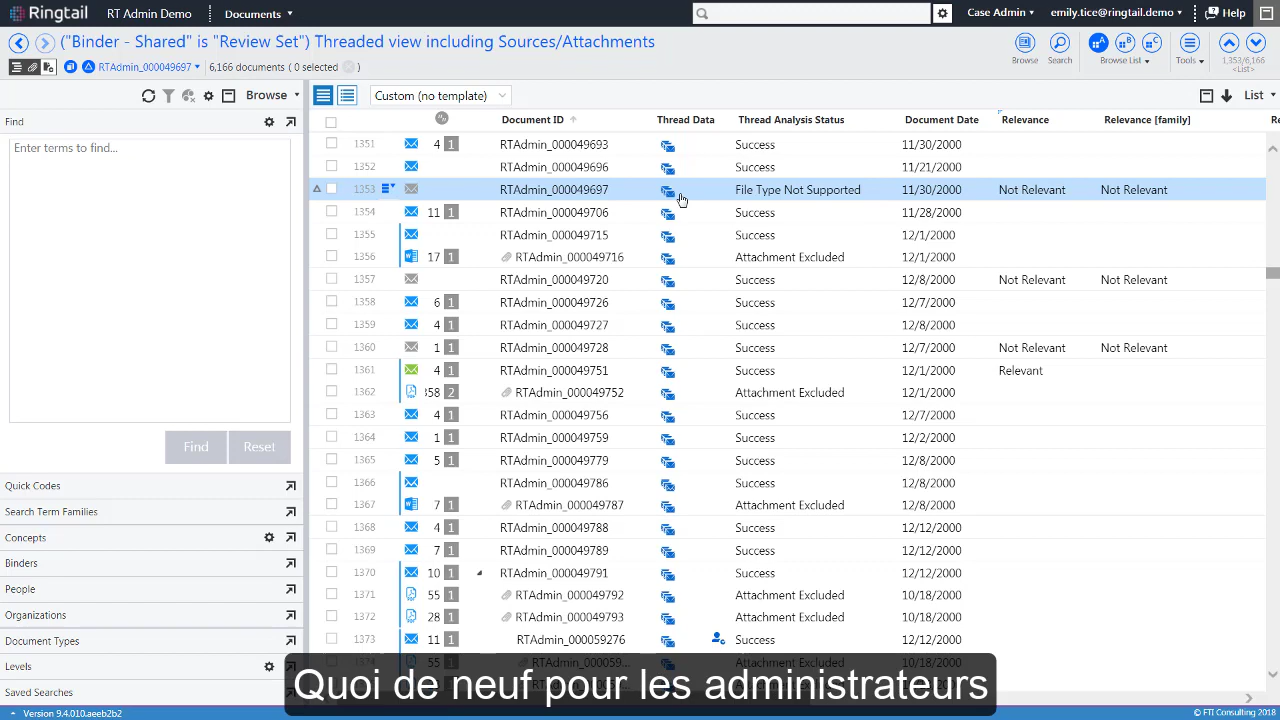 Ringtail RT Admin Demo Documents Case Admin emily.tice@ringtail.demo Help
("Binder - Shared" is "Review Set") Threaded view including Sources/Attachments
RTAdmin_000049697 6,166 documents ( 0 selected )
Browse Search Browse List Tools 1,353/6,166 <List>
Browse Custom (no template) List
Find
Enter terms to find...
Find Reset
Quick Codes
Search Term Families
Concepts
Binders
People
Organizations
Document Types
Levels
Saved Searches
Document ID Thread Data Thread Analysis Status Document Date Relevance Relevance [family] Re
1351 4 1 RTAdmin_000049693 Success 11/30/2000
1352 RTAdmin_000049696 Success 11/21/2000
1353 RTAdmin_000049697 File Type Not Supported 11/30/2000 Not Relevant Not Relevant
1354 11 1 RTAdmin_000049706 Success 11/28/2000
1355 RTAdmin_000049715 Success 12/1/2000
1356 17 1 RTAdmin_000049716 Attachment Excluded 12/1/2000
1357 RTAdmin_000049720 Success 12/8/2000 Not Relevant Not Relevant
1358 6 1 RTAdmin_000049726 Success 12/7/2000
1359 4 1 RTAdmin_000049727 Success 12/8/2000
1360 1 1 RTAdmin_000049728 Success 12/7/2000 Not Relevant Not Relevant
1361 4 1 RTAdmin_000049751 Success 12/1/2000 Relevant
1362 358 2 RTAdmin_000049752 Attachment Excluded 12/1/2000
1363 4 1 RTAdmin_000049756 Success 12/7/2000
1364 1 1 RTAdmin_000049759 Success 12/2/2000
1365 5 1 RTAdmin_000049779 Success 12/8/2000
1366 RTAdmin_000049786 Success 12/8/2000
1367 7 1 RTAdmin_000049787 Attachment Excluded 12/8/2000
1368 4 1 RTAdmin_000049788 Success 12/12/2000
1369 7 1 RTAdmin_000049789 Success 12/12/2000
1370 10 1 RTAdmin_000049791 Success 12/12/2000
1371 55 1 RTAdmin_000049792 Attachment Excluded 10/18/2000
1372 28 1 RTAdmin_000049793 Attachment Excluded 10/18/2000
1373 11 1 RTAdmin_000059276 Success 12/12/2000
55 RTAdmin_000059... Attachment Excluded 10/18/2000
Quoi de neuf pour les administrateurs
Version 9.4.010.aeeb2b2 © FTI Consulting 2018